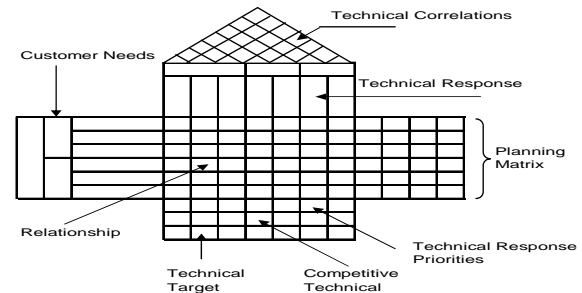 Technical Correlations
Customer Needs
Technical Response
Planning
Matrix
Relationship
Technical Response
Priorities
Technical
Target
Competitive
Technical